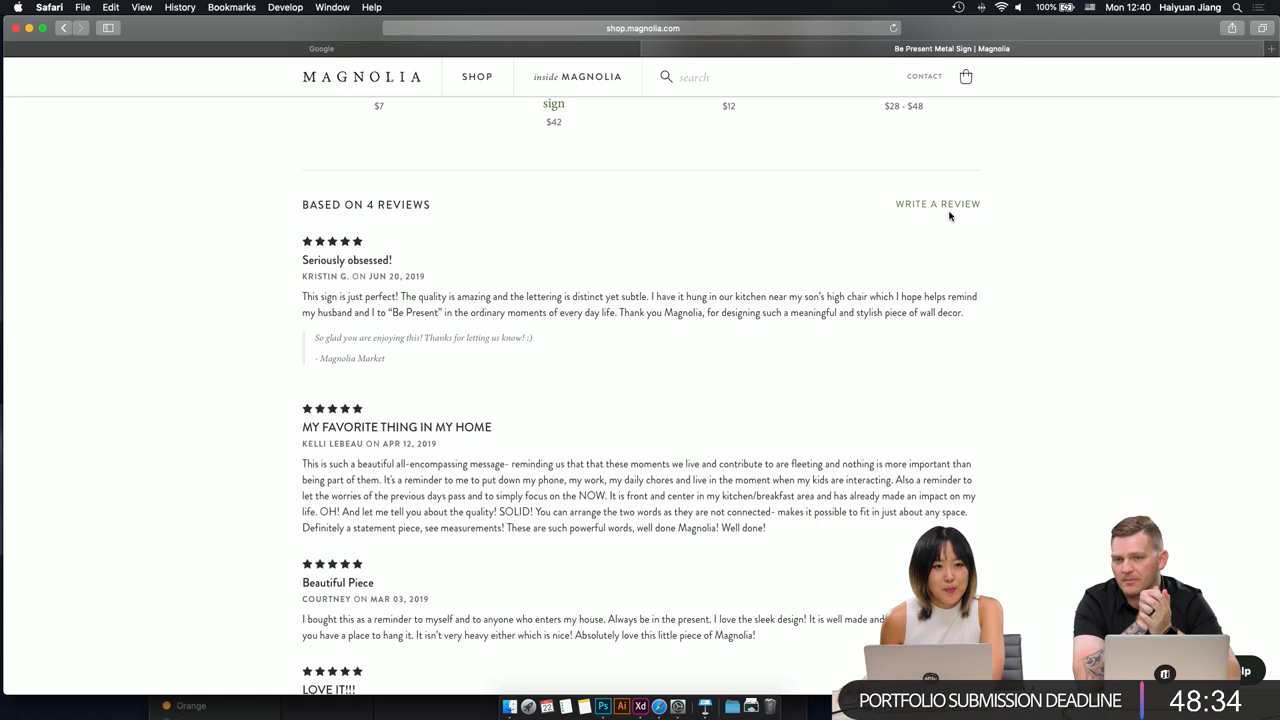 Safari File Edit View History Bookmarks Develop Window Help
100% Mon 12:40 Haiyuan Jiang
shop.magnolia.com
Google
Be Present Metal Sign | Magnolia
MAGNOLIA
SHOP
inside MAGNOLIA
search
CONTACT
sign
$7
$42
$12
$28 - $48
BASED ON 4 REVIEWS
WRITE A REVIEW
Seriously obsessed!
KRISTIN G. ON JUN 20, 2019
This sign is just perfect! The quality is amazing and the lettering is distinct yet subtle. I have it hung in our kitchen near my son's high chair which I hope helps remind
my husband and I to “Be Present” in the ordinary moments of every day life. Thank you Magnolia, for designing such a meaningful and stylish piece of wall decor.
So glad you are enjoying this! Thanks for letting us know! :)
- Magnolia Market
MY FAVORITE THING IN MY HOME
KELLI LEBEAU ON APR 12, 2019
This is such a beautiful all-encompassing message- reminding us that that these moments we live and contribute to are fleeting and nothing is more important than
being part of them. It's a reminder to me to put down my phone, my work, my daily chores and live in the moment when my kids are interacting. Also a reminder to
let the worries of the previous days pass and to simply focus on the NOW. It is front and center in my kitchen/breakfast area and has already made an impact on my
life. OH! And let me tell you about the quality! SOLID! You can arrange the two words as they are not connected- makes it possible to fit in just about any space.
Definitely a statement piece, see measurements! These are such powerful words, well done Magnolia! Well done!
Beautiful Piece
COURTNEY ON MAR 03, 2019
I bought this as a reminder to myself and to anyone who enters my house. Always be in the present. I love the sleek design! It is well made and
you have a place to hang it. It isn't very heavy either which is nice! Absolutely love this little piece of Magnolia!
LOVE IT!!!
Orange
Ps Ai Xd
PORTFOLIO SUBMISSION DEADLINE
48:34